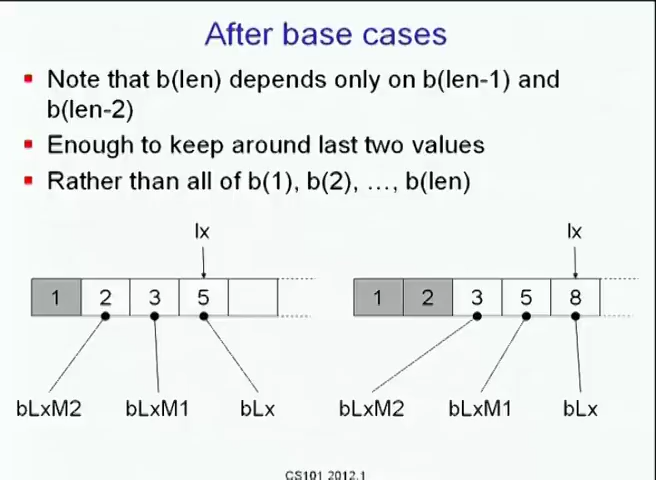 After base cases
Note that b(len) depends only on b(len-1) and
b(len-2)
Enough to keep around last two values
Rather than all of b(1), b(2), …, b(len)
lx lx
1 2 3 5 1 2 3 5 8
bLxM2 bLxM1 bLx bLxM2 bLxM1 bLx
CS101 2012.1